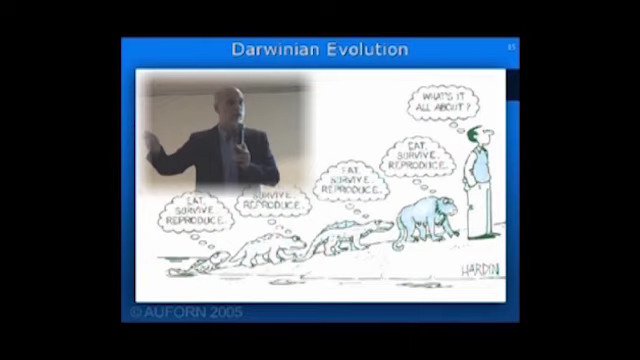 Darwinian Evolution
15
WHAT'S IT
ALL ABOUT?
EAT.
SURVIVE.
REPRODUCE.
EAT.
SURVIVE.
REPRODUCE.
SURVIVE.
REPRODUCE.
EAT.
SURVIVE.
REPRODUCE.
HARDIN
© AUFORN 2005